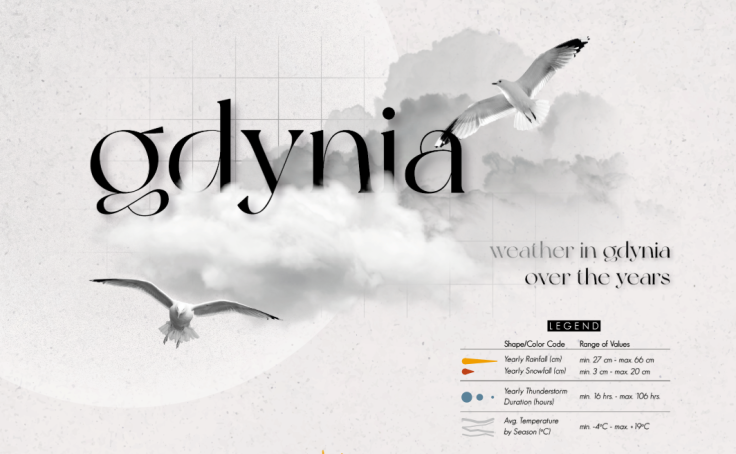 gdynia
weather in gdynia
over the years
LEGEND
Shape/Color Code Range of Values
Yearly Rainfall (cm) min. 27 cm - max. 66 cm
Yearly Snowfall (cm) min. 3 cm - max. 20 cm
Yearly Thunderstorm
Duration (hours) min. 16 hrs. - max. 106 hrs.
Avg. Temperature
by Season (°C) min. -4°C - max. +19°C